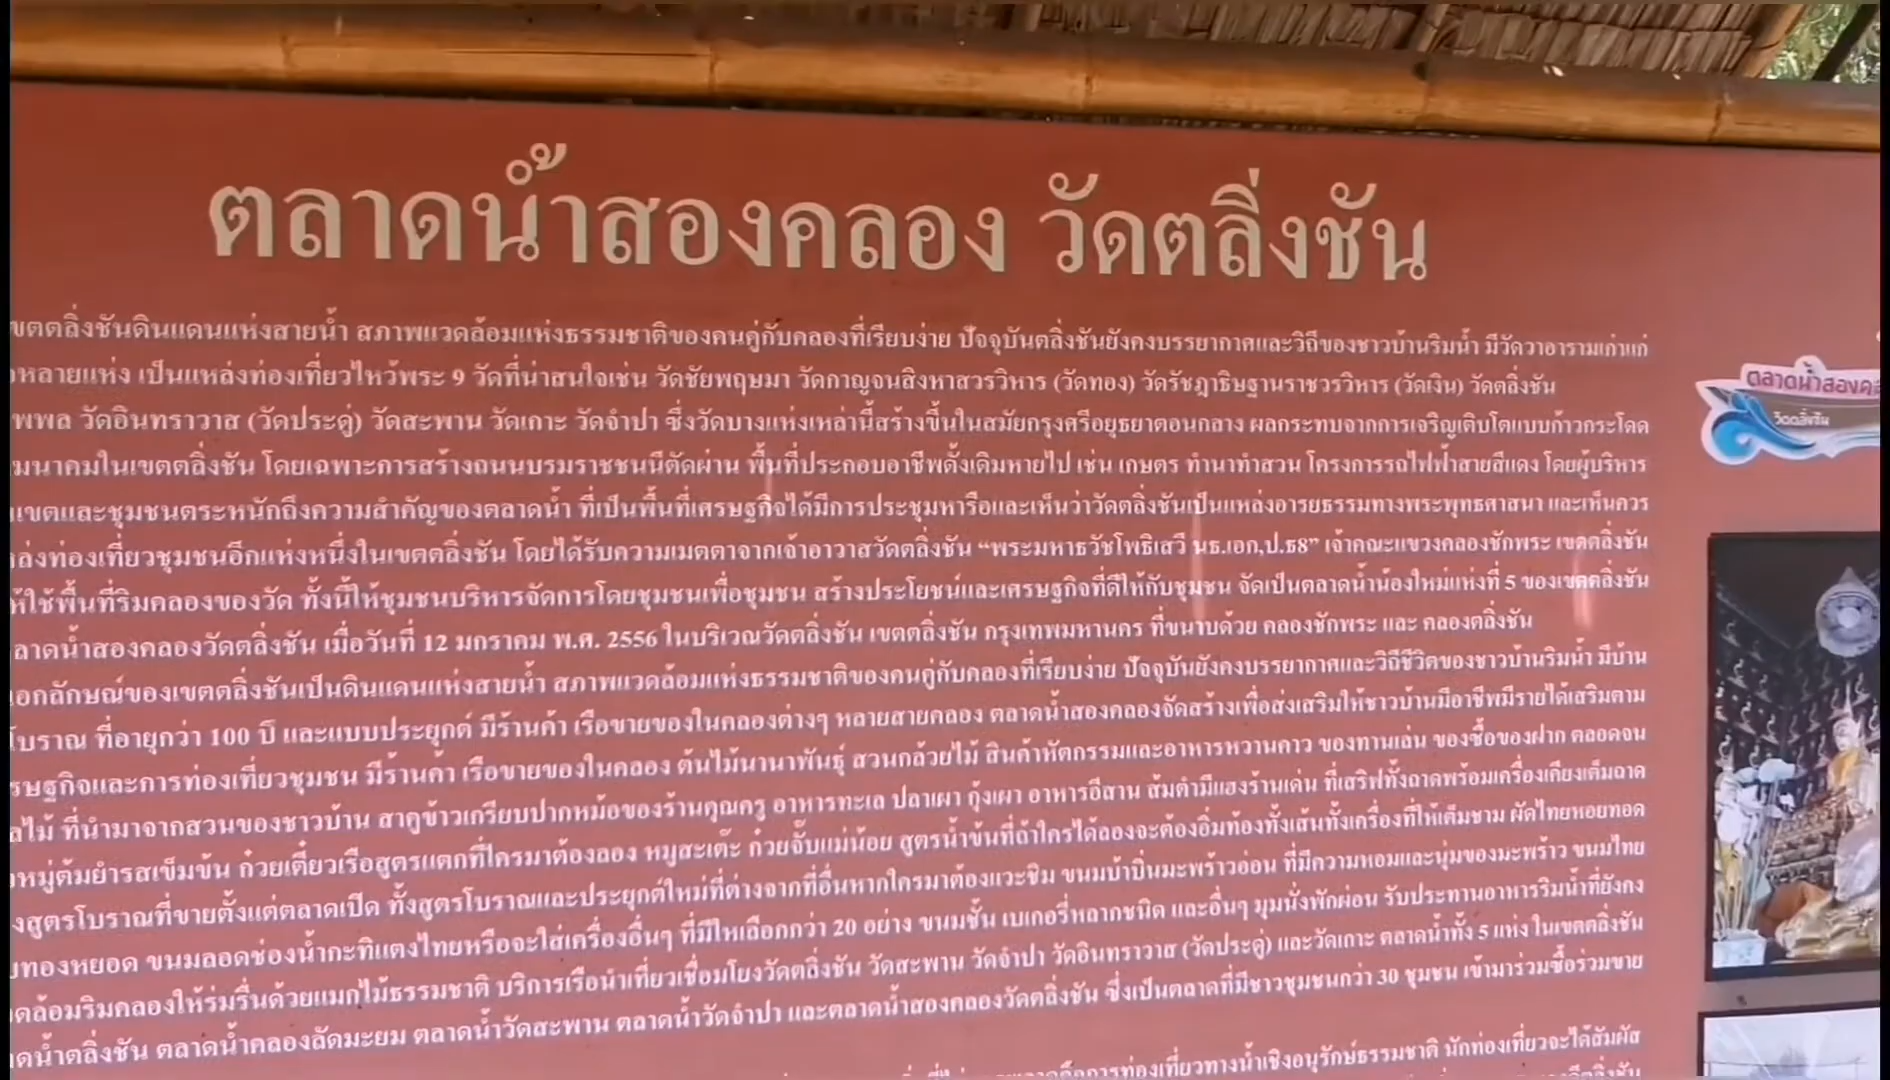 ตลาดน้ำสองคลอง วัดตลิ่งชัน
ขตตลิ่งชันดินแดนแห่งสายน้ำ สภาพแวดล้อมแห่งธรรมชาติของคนคู่กับคลองที่เรียบง่าย ปัจจุบันตลิ่งชันยังคงบรรยากาศและวิถีของชาวบ้านริมน้ำ มีวัดวาอารามเก่าแก่
หลายแห่ง เป็นแหล่งท่องเที่ยวไหว้พระ 9 วัดที่น่าสนใจเช่น วัดชัยพฤษมา วัดกาญจนสิงหาสวรวิหาร (วัดทอง) วัดรัชฎาธิษฐานราชวรวิหาร (วัดเงิน) วัดตลิ่งชัน
พพล วัดอินทราวาส (วัดประดู่) วัดสะพาน วัดเกาะ วัดจำปา ซึ่งวัดบางแห่งเหล่านี้สร้างขึ้นในสมัยกรุงศรีอยุธยาตอนกลาง ผลกระทบจากการเจริญเติบโตแบบก้าวกระโดด
มนาคมในเขตตลิ่งชัน โดยเฉพาะการสร้างถนนบรมราชชนนีตัดผ่าน พื้นที่ประกอบอาชีพดั้งเดิมหายไป เช่น เกษตร ทำนาทำสวน โครงการรถไฟฟ้าสายสีแดง โดยผู้บริหาร
เขตและชุมชนตระหนักถึงความสำคัญของตลาดน้ำ ที่เป็นพื้นที่เศรษฐกิจได้มีการประชุมหารือและเห็นว่าวัดตลิ่งชันเป็นแหล่งอารยธรรมทางพระพุทธศาสนา และเห็นควร
ล่งท่องเที่ยวชุมชนอีกแห่งหนึ่งในเขตตลิ่งชัน โดยได้รับความเมตตาจากเจ้าอาวาสวัดตลิ่งชัน “พระมหาธวัชโพธิเสวี นธ.เอก,ป.ธ8” เจ้าคณะแขวงคลองชักพระ เขตตลิ่งชัน
ห้ใช้พื้นที่ริมคลองของวัด ทั้งนี้ให้ชุมชนบริหารจัดการโดยชุมชนเพื่อชุมชน สร้างประโยชน์และเศรษฐกิจที่ดีให้กับชุมชน จัดเป็นตลาดน้ำน้องใหม่แห่งที่ 5 ของเขตตลิ่งชัน
ลาดน้ำสองคลองวัดตลิ่งชัน เมื่อวันที่ 12 มกราคม พ.ศ. 2556 ในบริเวณวัดตลิ่งชัน เขตตลิ่งชัน กรุงเทพมหานคร ที่ขนาบด้วย คลองชักพระ และ คลองตลิ่งชัน
อกลักษณ์ของเขตตลิ่งชันเป็นดินแดนแห่งสายน้ำ สภาพแวดล้อมแห่งธรรมชาติของคนคู่กับคลองที่เรียบง่าย ปัจจุบันยังคงบรรยากาศและวิถีชีวิตของชาวบ้านริมน้ำ มีบ้าน
โบราณ ที่อายุกว่า 100 ปี และแบบประยุกต์ มีร้านค้า เรือขายของในคลองต่างๆ หลายสายคลอง ตลาดน้ำสองคลองจัดสร้างเพื่อส่งเสริมให้ชาวบ้านมีอาชีพมีรายได้เสริมตาม
รษฐกิจและการท่องเที่ยวชุมชน มีร้านค้า เรือขายของในคลอง ต้นไม้นานาพันธุ์ สวนกล้วยไม้ สินค้าหัตกรรมและอาหารหวานคาว ของทานเล่น ของซื้อของฝาก ตลอดจน
ลไม้ ที่นำมาจากสวนของชาวบ้าน สาคูข้าวเกรียบปากหม้อของร้านคุณครู อาหารทะเล ปลาเผา กุ้งเผา อาหารอีสาน ส้มตำมีแฮงร้านเด่น ที่เสริฟทั้งถาดพร้อมเครื่องเคียงเต็มถาด
หมู่ต้มยำรสเข็มข้น ก๋วยเตี๋ยวเรือสูตรแตกที่ใครมาต้องลอง หมูสะเต๊ะ ก๋วยจั๊บแม่น้อย สูตรน้ำข้นที่ถ้าใครได้ลองจะต้องอิ่มท้องทั้งเส้นทั้งเครื่องที่ให้เต็มชาม ผัดไทยหอยทอด
งสูตรโบราณที่ขายตั้งแต่ตลาดเปิด ทั้งสูตรโบราณและประยุกต์ใหม่ที่ต่างจากที่อื่นหากใครมาต้องแวะชิม ขนมบ้าบิ่นมะพร้าวอ่อน ที่มีความหอมและนุ่มของมะพร้าว ขนมไทย
ทองหยอด ขนมลอดช่องน้ำกะทิแตงไทยหรือจะใส่เครื่องอื่นๆ ที่มีใหเลือกกว่า 20 อย่าง ขนมชั้น เบเกอรี่หลากชนิด และอื่นๆ มุมนั่งพักผ่อน รับประทานอาหารริมน้ำที่ยังคง
ดล้อมริมคลองให้ร่มรื่นด้วยแมกไม้ธรรมชาติ บริการเรือนำเที่ยวเชื่อมโยงวัดตลิ่งชัน วัดสะพาน วัดจำปา วัดอินทราวาส (วัดประดู่) และวัดเกาะ ตลาดน้ำทั้ง 5 แห่ง ในเขตตลิ่งชัน
ดน้ำตลิ่งชัน ตลาดน้ำคลองลัดมะยม ตลาดน้ำวัดสะพาน ตลาดน้ำวัดจำปา และตลาดน้ำสองคลองวัดตลิ่งชัน ซึ่งเป็นตลาดที่มีชาวชุมชนกว่า 30 ชุมชน เข้ามาร่วมซื้อร่วมขาย
การท่องเที่ยวทางน้ำเชิงอนุรักษ์ธรรมชาติ นักท่องเที่ยวจะได้สัมผัส
ตลาดน้ำสองคล
วัดตลิ่งชัน